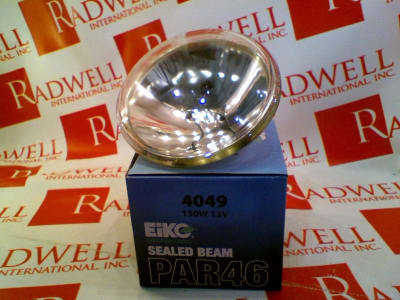 RADWELL
INTERNATIONAL, INC.
4049
150W 13V
EiKO
SEALED BEAM
PAR46